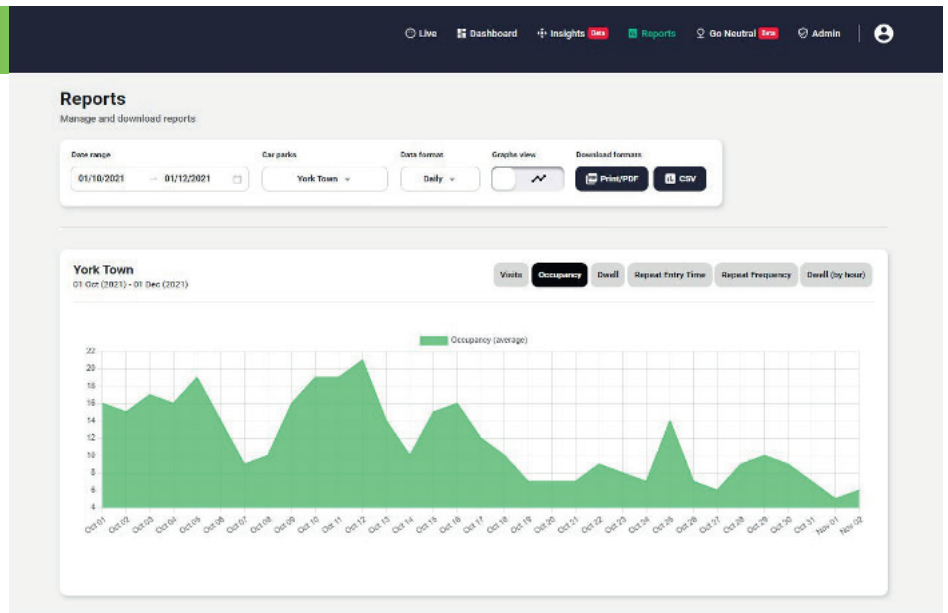 Live Dashboard Insights Beta Reports Go Neutral Beta Admin
Reports
Manage and download reports
Date range Car parks Data format Graphs view Download formats
01/10/2021 → 01/12/2021 York Town Daily Print/PDF CSV
York Town
01 Oct (2021) - 01 Dec (2021)
Visits Occupancy Dwell Repeat Entry Time Repeat Frequency Dwell (by hour)
Occupancy (average)
22
20
18
16
14
12
10
8
6
4
Oct 01 Oct 02 Oct 03 Oct 04 Oct 05 Oct 06 Oct 07 Oct 08 Oct 09 Oct 10 Oct 11 Oct 12 Oct 13 Oct 14 Oct 15 Oct 16 Oct 17 Oct 18 Oct 19 Oct 20 Oct 21 Oct 22 Oct 23 Oct 24 Oct 25 Oct 26 Oct 27 Oct 28 Oct 29 Oct 30 Oct 31 Nov 01 Nov 02